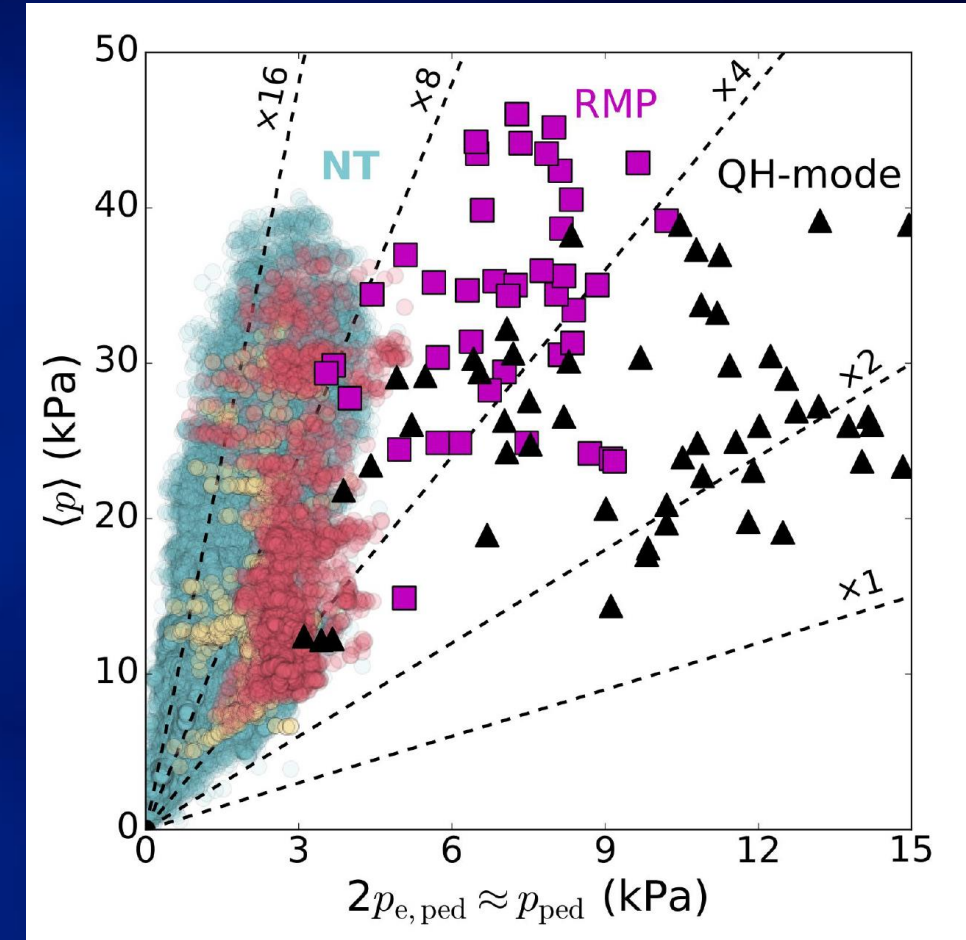 50
40
30
20
10
0
⟨p⟩ (kPa)
×16
×8
×4
×2
×1
NT
RMP
QH-mode
0 3 6 9 12 15
2p_e,ped ≈ p_ped (kPa)